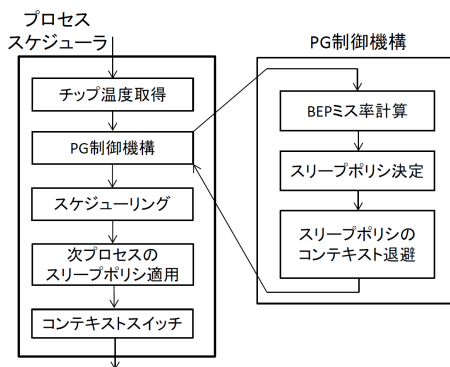 プロセス
スケジューラ
チップ温度取得
PG制御機構
スケジューリング
次プロセスの
スリープポリシ適用
コンテキストスイッチ
PG制御機構
BEPミス率計算
スリープポリシ決定
スリープポリシの
コンテキスト退避